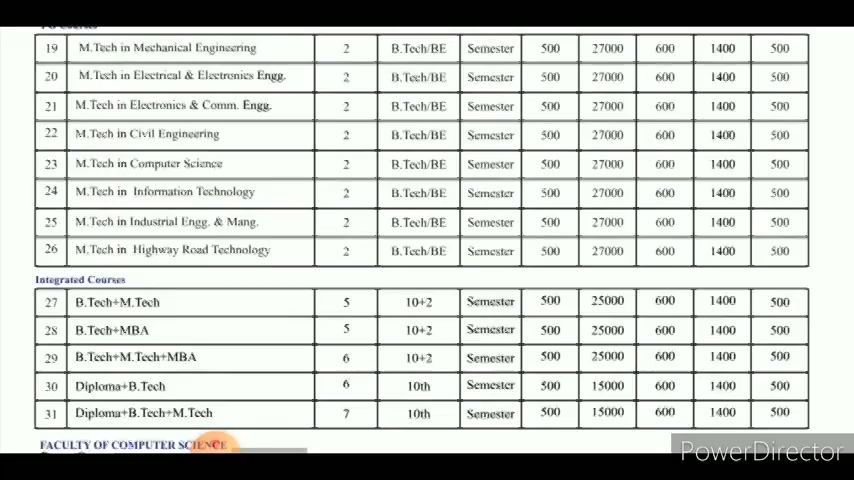 19 M.Tech in Mechanical Engineering 2 B.Tech/BE Semester 500 27000 600 1400 500
20 M.Tech in Electrical & Electronics Engg. 2 B.Tech/BE Semester 500 27000 600 1400 500
21 M.Tech in Electronics & Comm. Engg. 2 B.Tech/BE Semester 500 27000 600 1400 500
22 M.Tech in Civil Engineering 2 B.Tech/BE Semester 500 27000 600 1400 500
23 M.Tech in Computer Science 2 B.Tech/BE Semester 500 27000 600 1400 500
24 M.Tech in Information Technology 2 B.Tech/BE Semester 500 27000 600 1400 500
25 M.Tech in Industrial Engg. & Mang. 2 B.Tech/BE Semester 500 27000 600 1400 500
26 M.Tech in Highway Road Technology 2 B.Tech/BE Semester 500 27000 600 1400 500
Integrated Courses
27 B.Tech+M.Tech 5 10+2 Semester 500 25000 600 1400 500
28 B.Tech+MBA 5 10+2 Semester 500 25000 600 1400 500
29 B.Tech+M.Tech+MBA 6 10+2 Semester 500 25000 600 1400 500
30 Diploma+B.Tech 6 10th Semester 500 15000 600 1400 500
31 Diploma+B.Tech+M.Tech 7 10th Semester 500 15000 600 1400 500
FACULTY OF COMPUTER SCIENCE
PowerDirector